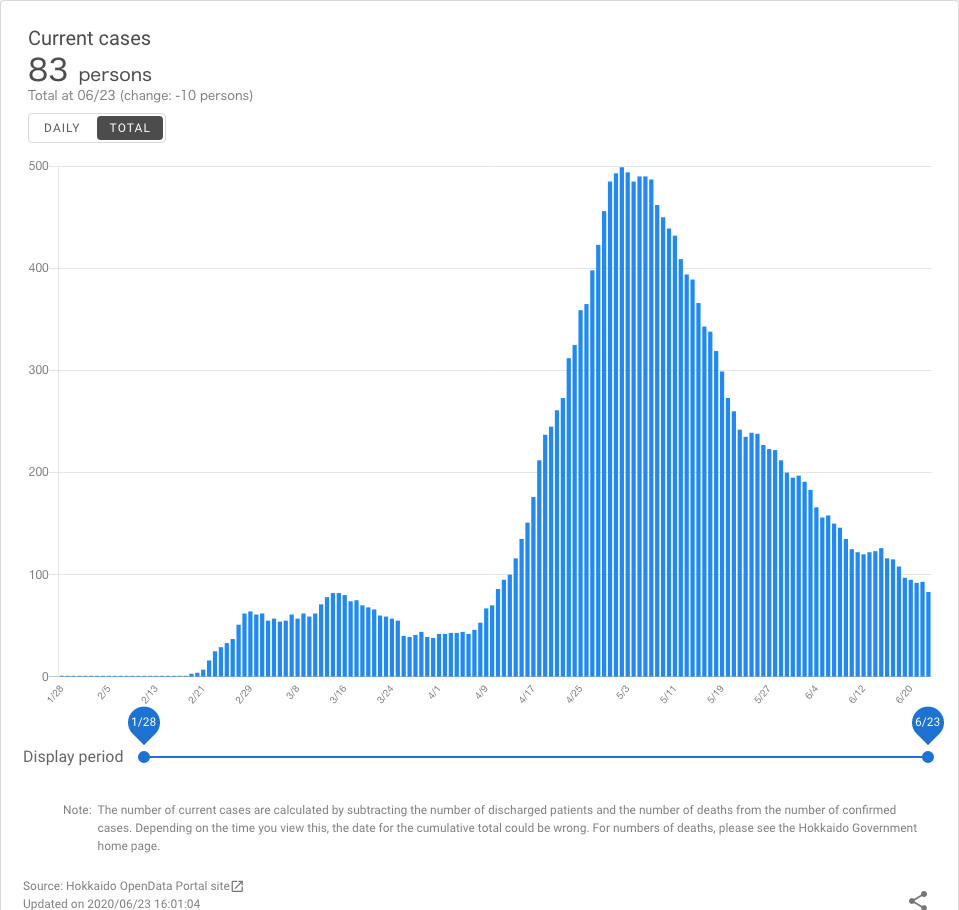 Current cases
83 persons
Total at 06/23 (change: -10 persons)
DAILY TOTAL
500
400
300
200
100
0
1/28 2/5 2/13 2/21 2/29 3/8 3/16 3/24 4/1 4/9 4/17 4/25 5/3 5/11 5/19 5/27 6/4 6/12 6/20
1/28 6/23
Display period
Note: The number of current cases are calculated by subtracting the number of discharged patients and the number of deaths from the number of confirmed
cases. Depending on the time you view this, the date for the cumulative total could be wrong. For numbers of deaths, please see the Hokkaido Government
home page.
Source: Hokkaido OpenData Portal site
Updated on 2020/06/23 16:01:04